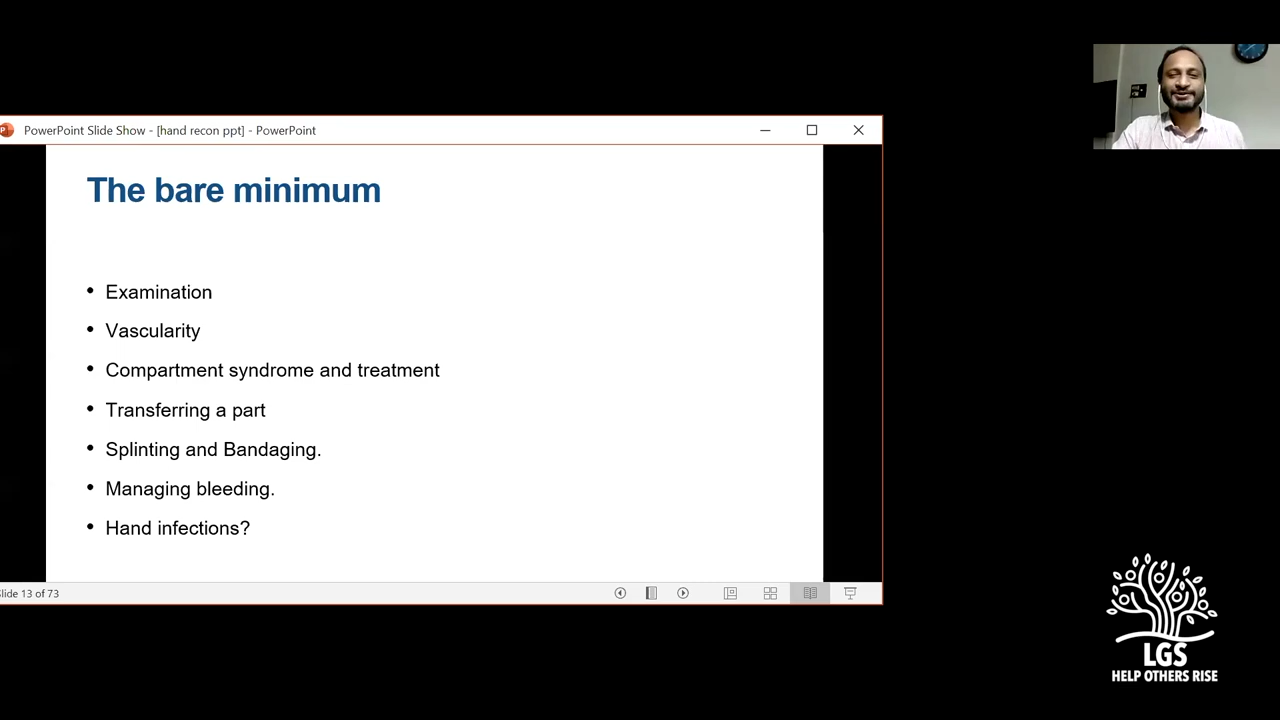 PowerPoint Slide Show - [hand recon ppt] - PowerPoint
The bare minimum
• Examination
• Vascularity
• Compartment syndrome and treatment
• Transferring a part
• Splinting and Bandaging.
• Managing bleeding.
• Hand infections?
Slide 13 of 73
LGS
HELP OTHERS RISE